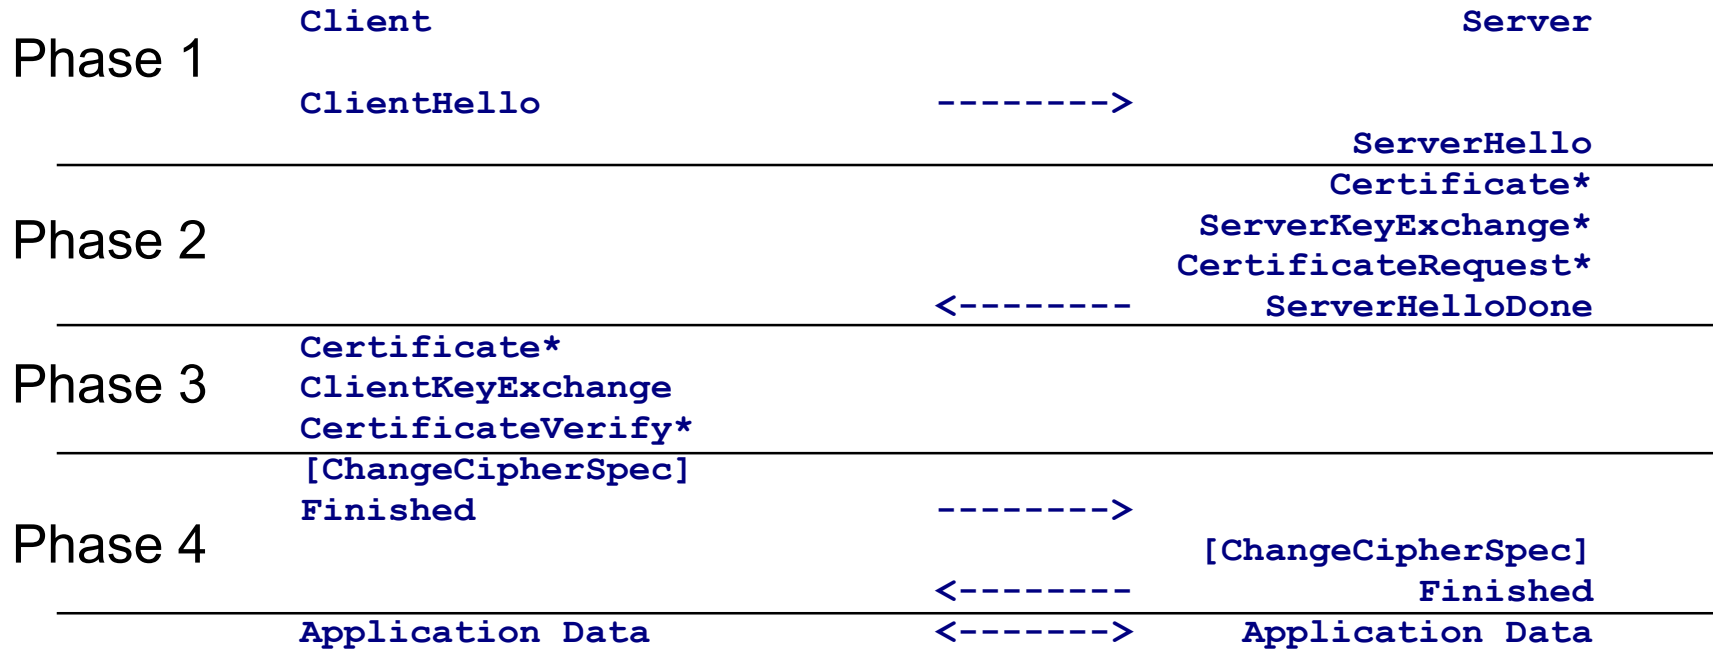 Client Server
Phase 1
ClientHello -------->
ServerHello
Certificate*
Phase 2 ServerKeyExchange*
CertificateRequest*
<-------- ServerHelloDone
Certificate*
Phase 3 ClientKeyExchange
CertificateVerify*
[ChangeCipherSpec]
Finished -------->
Phase 4 [ChangeCipherSpec]
<-------- Finished
Application Data <-------> Application Data